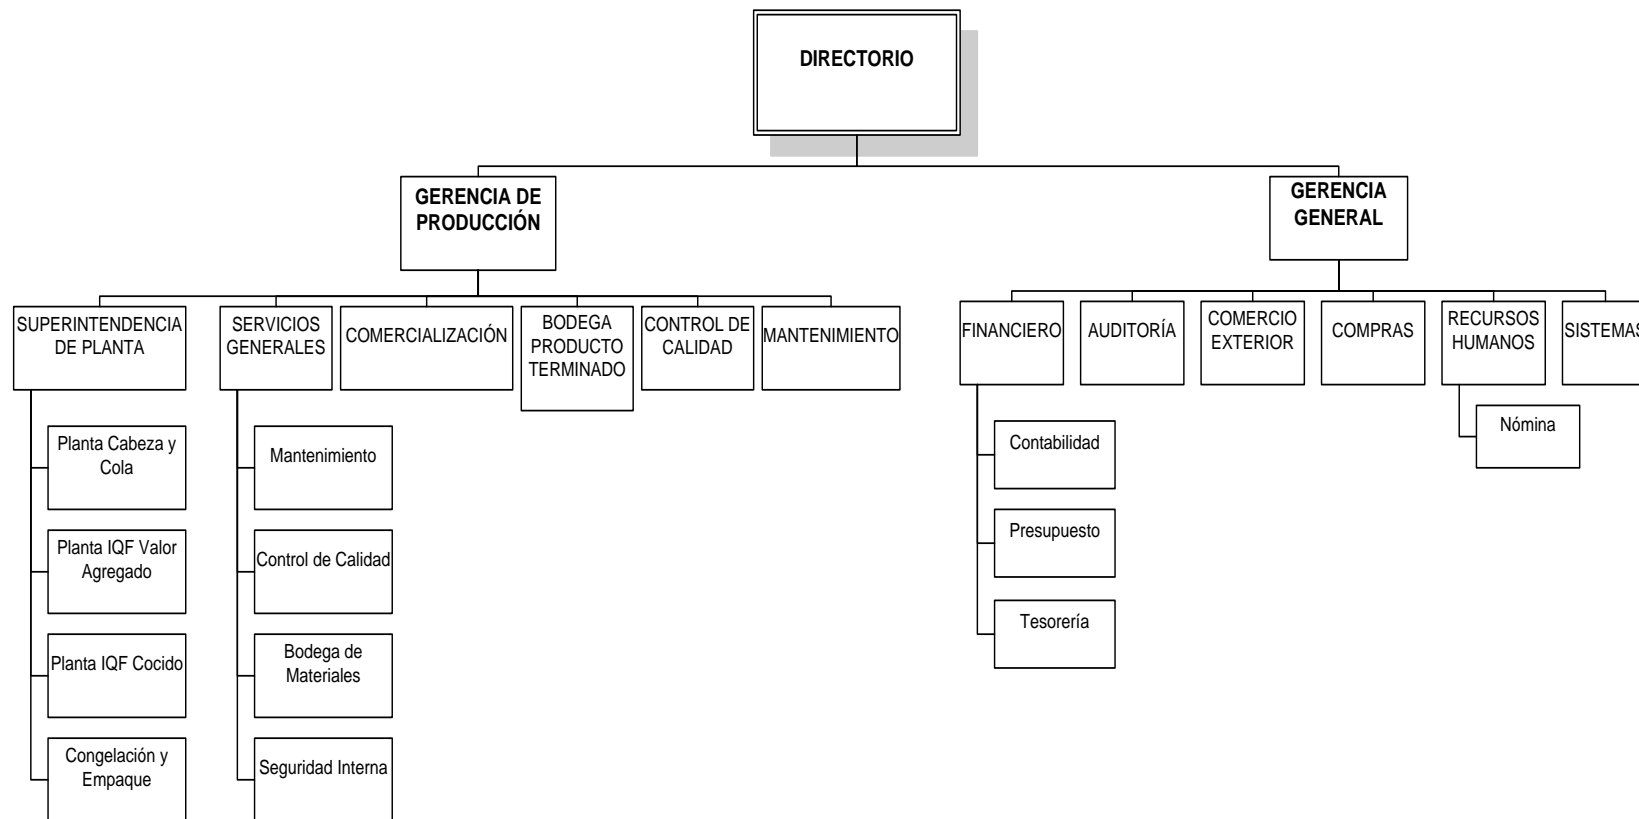 DIRECTORIO
GERENCIA DE
PRODUCCIÓN
GERENCIA
GENERAL
SUPERINTENDENCIA
DE PLANTA
SERVICIOS
GENERALES
COMERCIALIZACIÓN
BODEGA
PRODUCTO
TERMINADO
CONTROL DE
CALIDAD
MANTENIMIENTO
FINANCIERO
AUDITORÍA
COMERCIO
EXTERIOR
COMPRAS
RECURSOS
HUMANOS
SISTEMAS
Planta Cabeza y
Cola
Planta IQF Valor
Agregado
Planta IQF Cocido
Congelación y
Empaque
Mantenimiento
Control de Calidad
Bodega de
Materiales
Seguridad Interna
Contabilidad
Presupuesto
Tesorería
Nómina